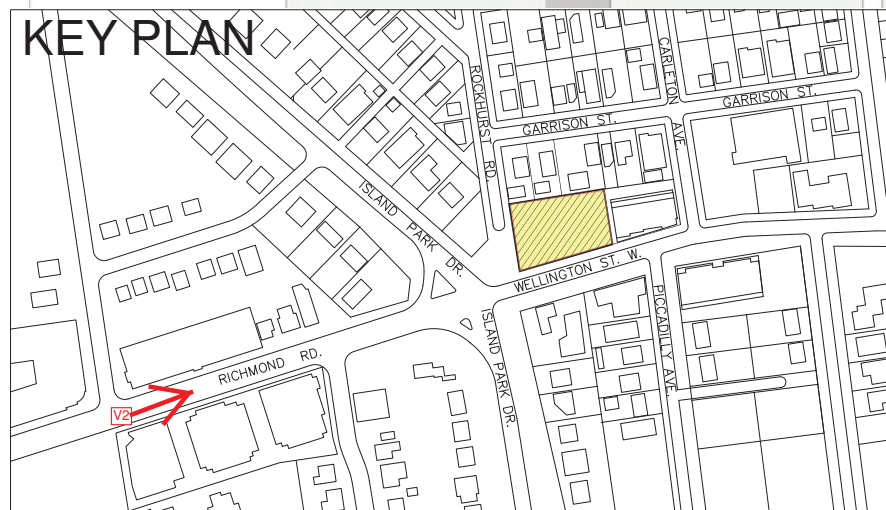 KEY PLAN
ROCKHURST RD.
CARLETON AVE.
GARRISON ST.
GARRISON ST.
ISLAND PARK DR.
WELLINGTON ST. W.
ISLAND PARK DR.
PICCADILLY AVE.
RICHMOND RD.
V2